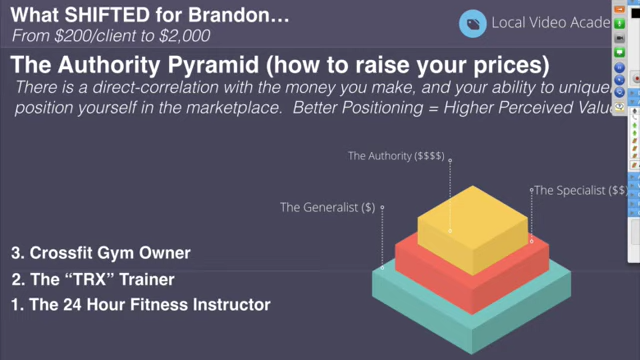 What SHIFTED for Brandon…
From $200/client to $2,000
Local Video Acade
The Authority Pyramid (how to raise your prices)
There is a direct-correlation with the money you make, and your ability to
position yourself in the marketplace. Better Positioning = Higher Perceived
The Authority ($$$$)
The Specialist ($$)
The Generalist ($)
3. Crossfit Gym Owner
2. The “TRX” Trainer
1. The 24 Hour Fitness Instructor